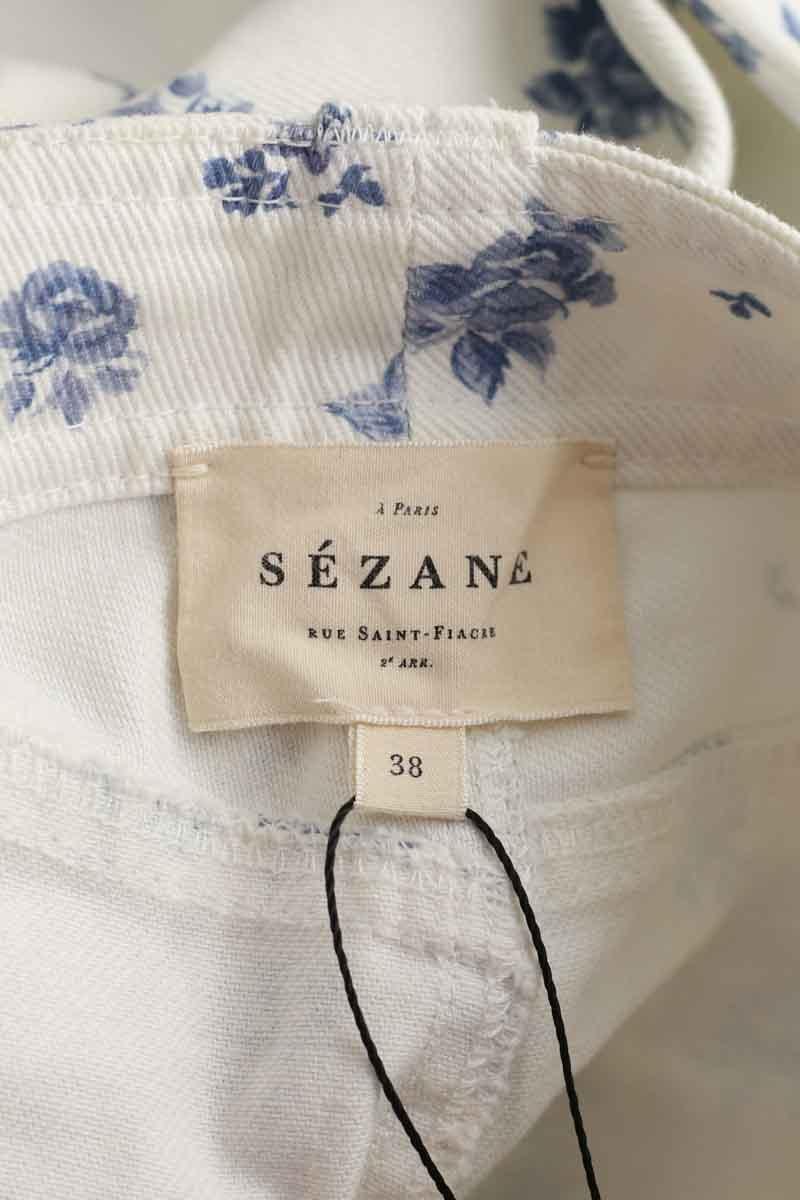 À PARIS
SÉZANE
RUE SAINT-FIACRE
2E ARR.
38